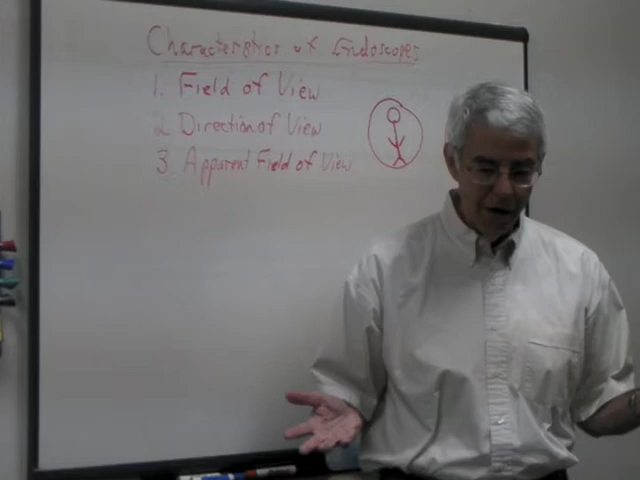 Characteristics of Endoscopes
1. Field of View
2. Direction of View
3. Apparent Field of View